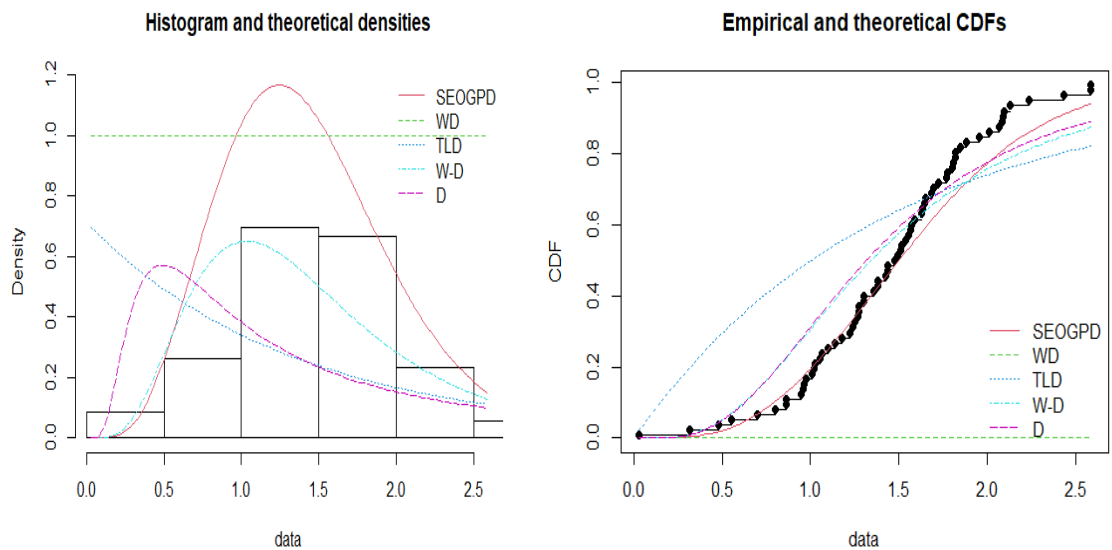 Histogram and theoretical densities
Density
0.0 0.2 0.4 0.6 0.8 1.0 1.2
SEOGPD
WD
TLD
W-D
D
0.0 0.5 1.0 1.5 2.0 2.5
data
Empirical and theoretical CDFs
CDF
0.0 0.2 0.4 0.6 0.8 1.0
SEOGPD
WD
TLD
W-D
D
0.0 0.5 1.0 1.5 2.0 2.5
data